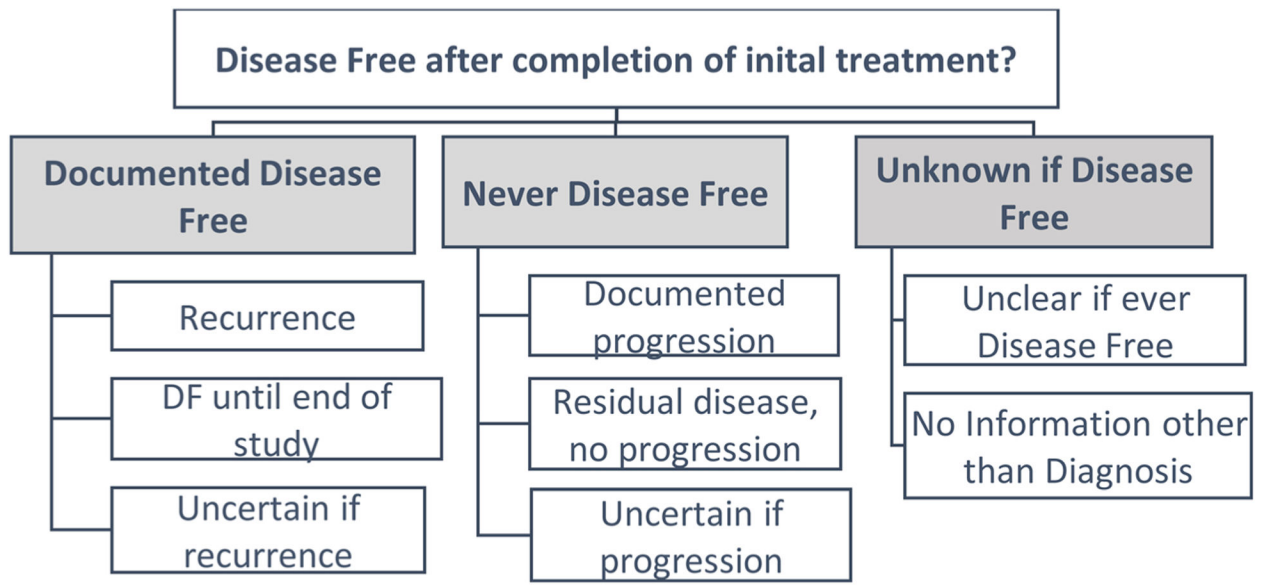 Disease Free after completion of inital treatment?
Documented Disease
Free
Recurrence
DF until end of
study
Uncertain if
recurrence
Never Disease Free
Documented
progression
Residual disease,
no progression
Uncertain if
progression
Unknown if Disease
Free
Unclear if ever
Disease Free
No Information other
than Diagnosis